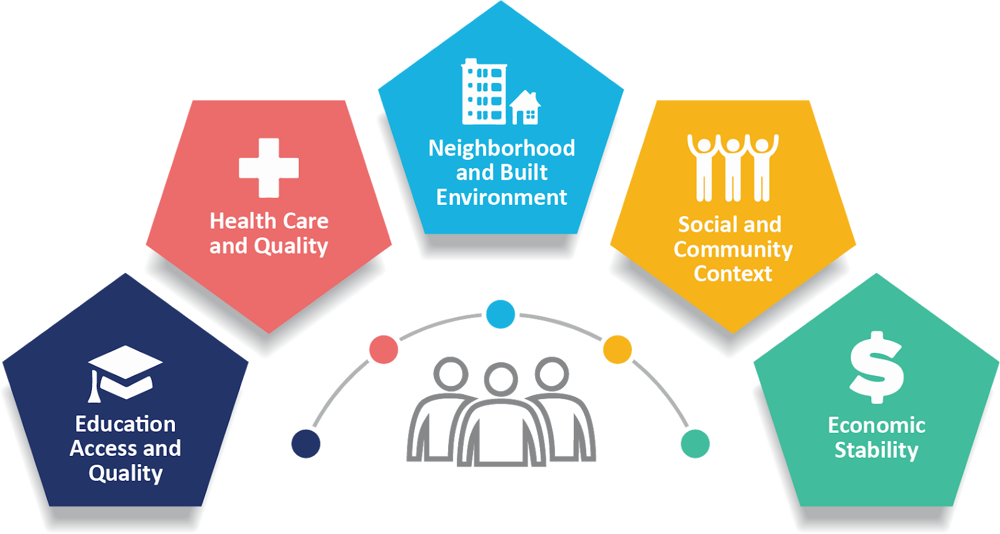 Education
Access and
Quality
Health Care
and Quality
Neighborhood
and Built
Environment
Social and
Community
Context
Economic
Stability